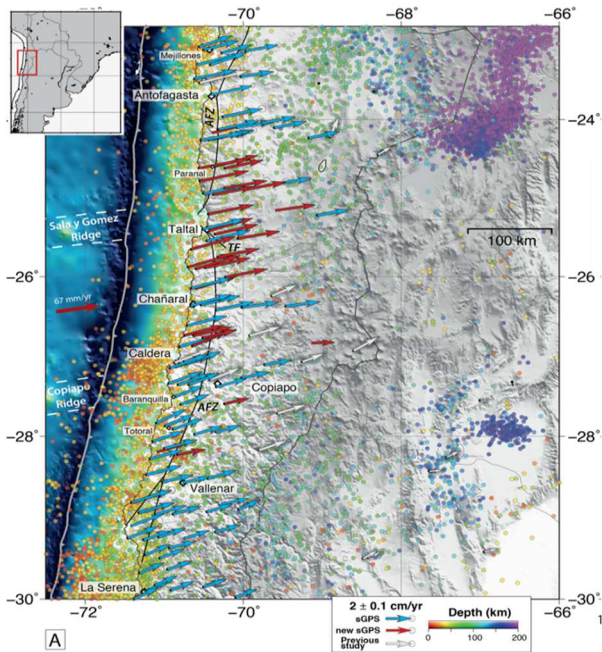 −70°
−68°
−66°
Mejillones
Antofagasta
AFZ
−24°
−24
Paranal
Sala y Gomez
Ridge
Taltal
TF
100 km
−26°
−26
67 mm/yr
Chañaral
Caldera
Copiapo
Ridge
Copiapo
Baranquilla
AFZ
Totoral
−28°
−28
Vallenar
La Serena
−30°
−30
−72°
−70°
2 ± 0.1 cm/yr
sGPS
new sGPS
Previous
study
Depth (km)
0
100
200
A
1